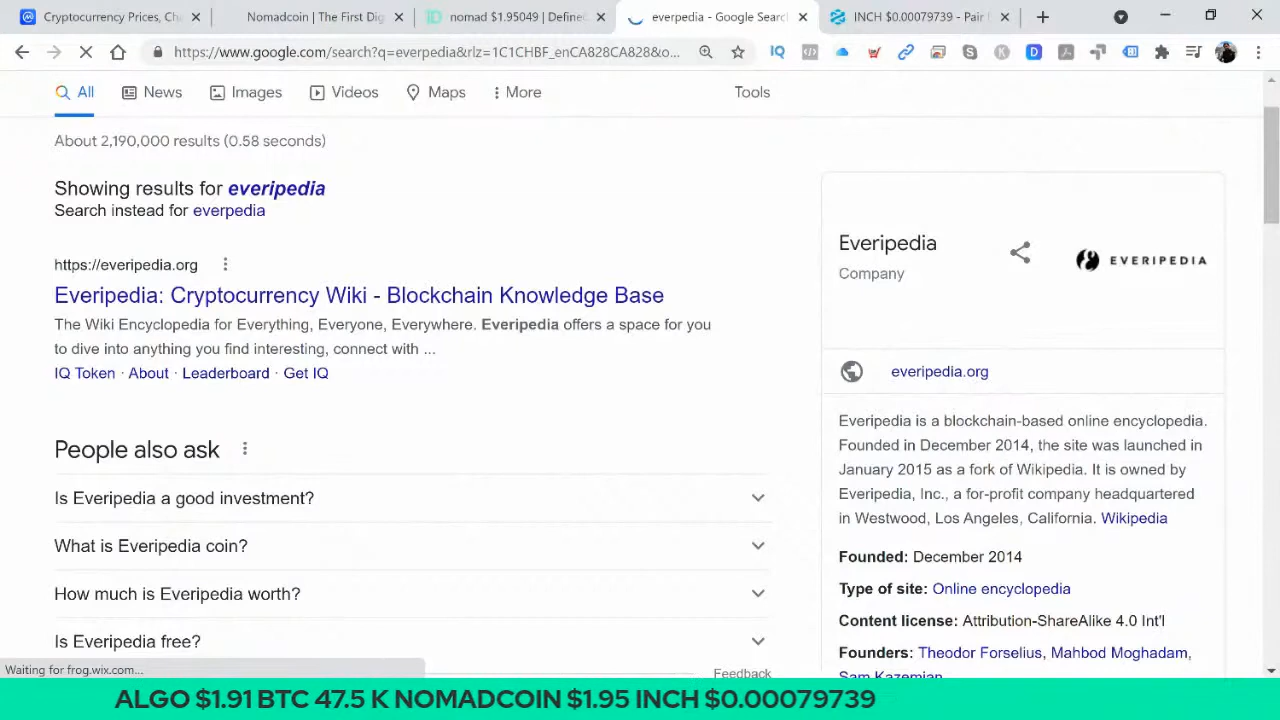 Cryptocurrency Prices, Ch
Nomadcoin | The First Dig
nomad $1.95049 | Define
everpedia - Google Searc
INCH $0.00079739 - Pair
https://www.google.com/search?q=everpedia&rlz=1C1CHBF_enCA828CA828&o...
All
News
Images
Videos
Maps
More
Tools
About 2,190,000 results (0.58 seconds)
Showing results for everipedia
Search instead for everpedia
https://everipedia.org
Everipedia: Cryptocurrency Wiki - Blockchain Knowledge Base
The Wiki Encyclopedia for Everything, Everyone, Everywhere. Everipedia offers a space for you
to dive into anything you find interesting, connect with ...
IQ Token · About · Leaderboard · Get IQ
People also ask
Is Everipedia a good investment?
What is Everipedia coin?
How much is Everipedia worth?
Is Everipedia free?
Feedback
Everipedia
Company
EVERIPEDIA
everipedia.org
Everipedia is a blockchain-based online encyclopedia.
Founded in December 2014, the site was launched in
January 2015 as a fork of Wikipedia. It is owned by
Everipedia, Inc., a for-profit company headquartered
in Westwood, Los Angeles, California. Wikipedia
Founded: December 2014
Type of site: Online encyclopedia
Content license: Attribution-ShareAlike 4.0 Int'l
Founders: Theodor Forselius, Mahbod Moghadam,
Sam Kazemian
Waiting for frog.wix.com...
ALGO $1.91 BTC 47.5 K NOMADCOIN $1.95 INCH $0.00079739